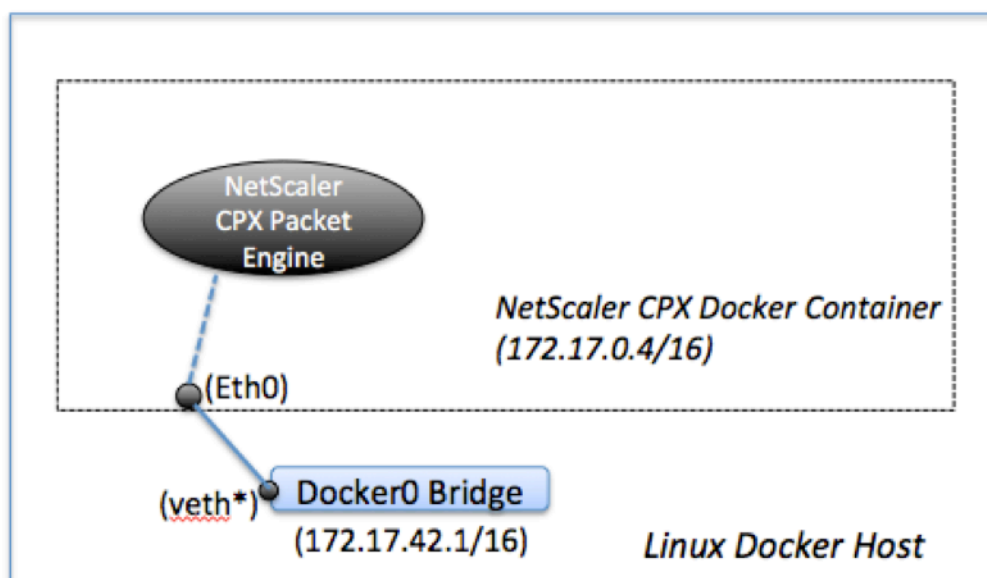 NetScaler
CPX Packet
Engine
NetScaler CPX Docker Container
(172.17.0.4/16)
(Eth0)
(veth*)
Docker0 Bridge
(172.17.42.1/16)
Linux Docker Host